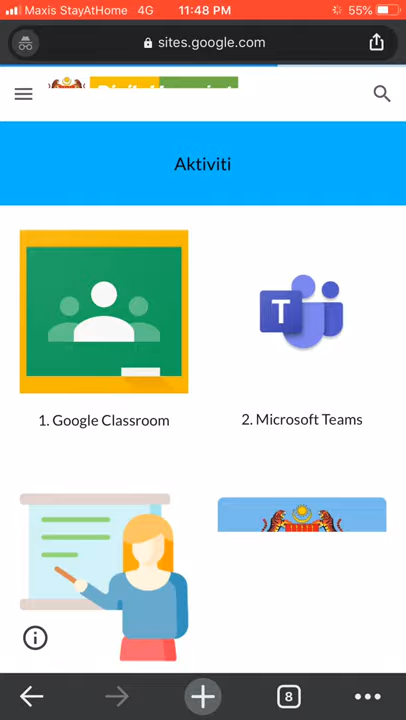 Maxis StayAtHome 4G 11:48 PM 55%
sites.google.com
Aktiviti
T
1. Google Classroom
2. Microsoft Teams
8